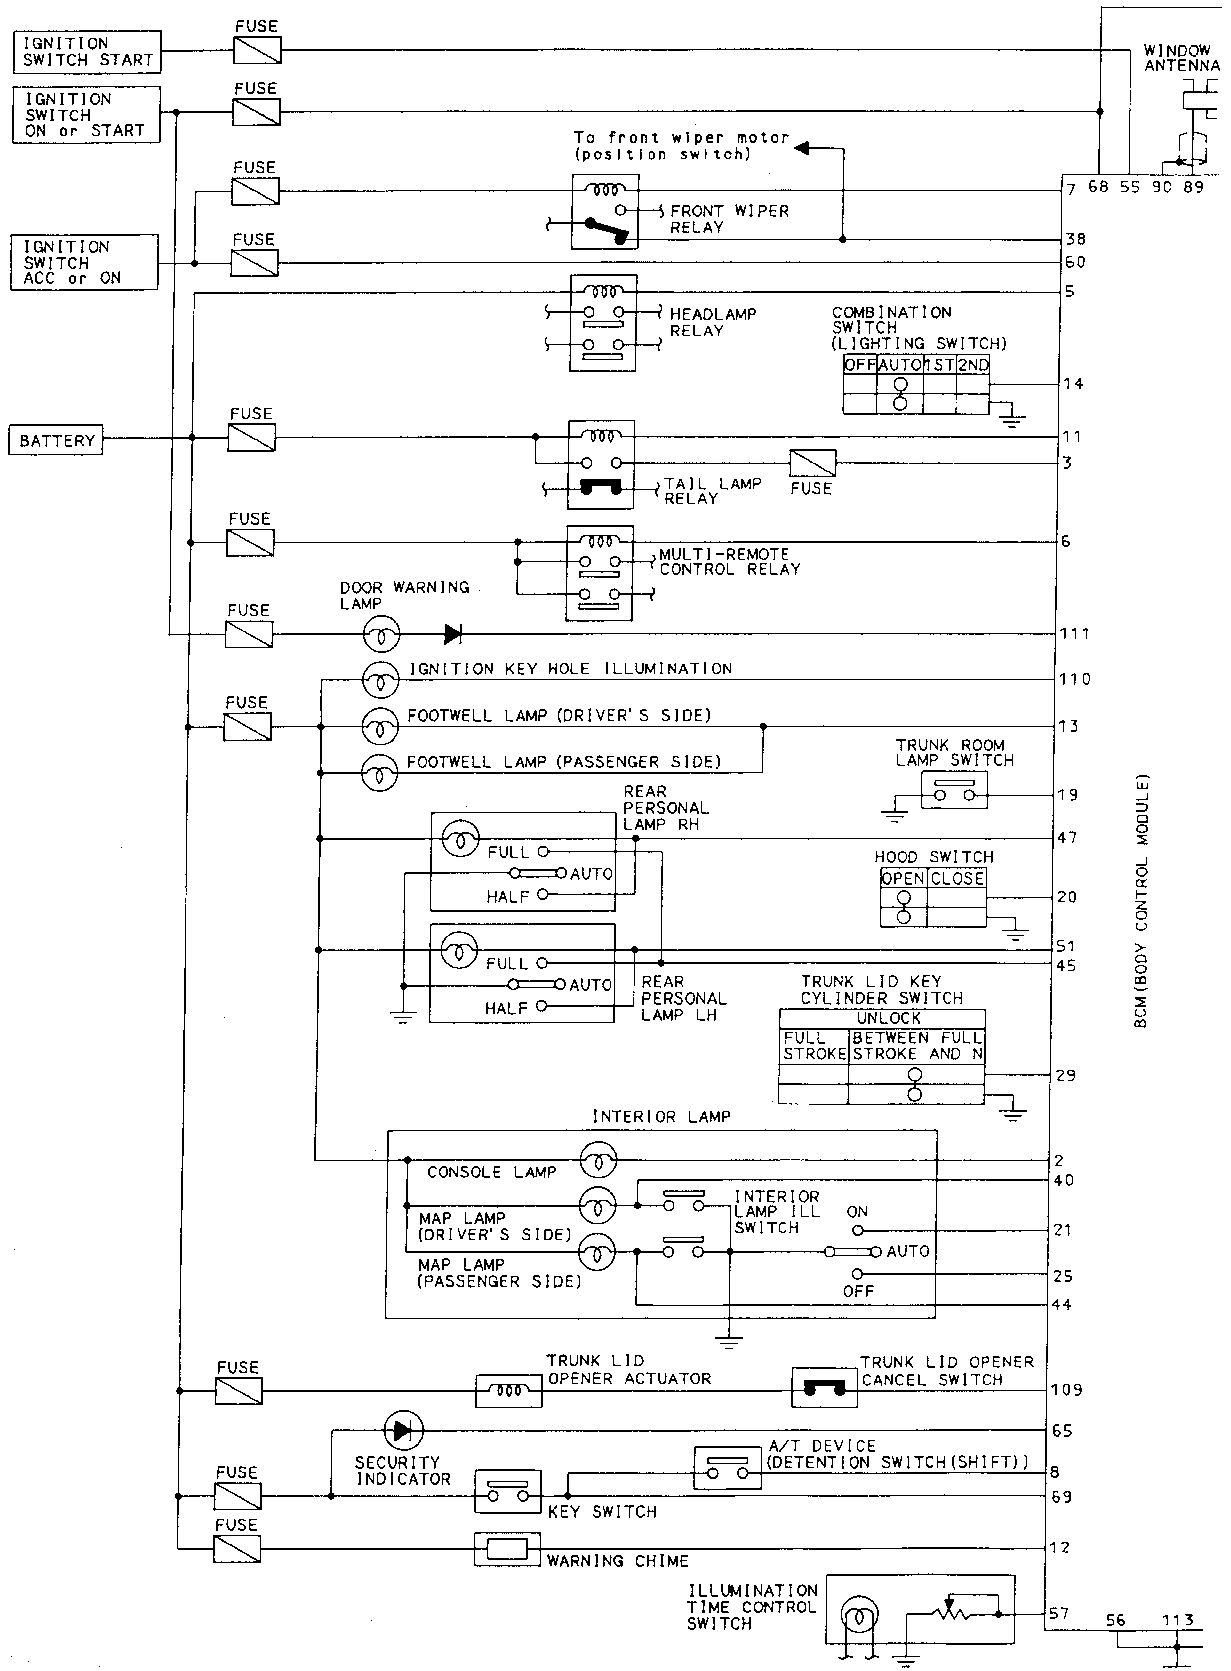 FUSE
IGNITION
SWITCH START
WINDOW
ANTENNA
FUSE
IGNITION
SWITCH
ON or START
To front wiper motor
(position switch)
FUSE
7 68 55 90 89
FRONT WIPER
RELAY
FUSE
38
IGNITION
SWITCH
ACC or ON
60
5
HEADLAMP
RELAY
COMBINATION
SWITCH
(LIGHTING SWITCH)
OFF AUTO 1ST 2ND
14
FUSE
BATTERY
11
3
TAIL LAMP
RELAY
FUSE
FUSE
6
MULTI-REMOTE
CONTROL RELAY
DOOR WARNING
LAMP
FUSE
111
IGNITION KEY HOLE ILLUMINATION
110
FUSE
FOOTWELL LAMP (DRIVER'S SIDE)
13
TRUNK ROOM
LAMP SWITCH
FOOTWELL LAMP (PASSENGER SIDE)
19
REAR
PERSONAL
LAMP RH
47
FULL
AUTO
HALF
HOOD SWITCH
OPEN CLOSE
20
BCM (BODY CONTROL MODULE)
51
45
FULL
AUTO
HALF
REAR
PERSONAL
LAMP LH
TRUNK LID KEY
CYLINDER SWITCH
UNLOCK
FULL
STROKE
BETWEEN FULL
STROKE AND N
29
INTERIOR LAMP
2
CONSOLE LAMP
40
MAP LAMP
(DRIVER'S SIDE)
INTERIOR
LAMP ILL
SWITCH
ON
21
AUTO
MAP LAMP
(PASSENGER SIDE)
25
OFF
44
FUSE
TRUNK LID
OPENER ACTUATOR
TRUNK LID OPENER
CANCEL SWITCH
109
65
SECURITY
INDICATOR
A/T DEVICE
(DETENTION SWITCH (SHIFT))
8
FUSE
69
KEY SWITCH
FUSE
12
WARNING CHIME
ILLUMINATION
TIME CONTROL
SWITCH
57
56 113